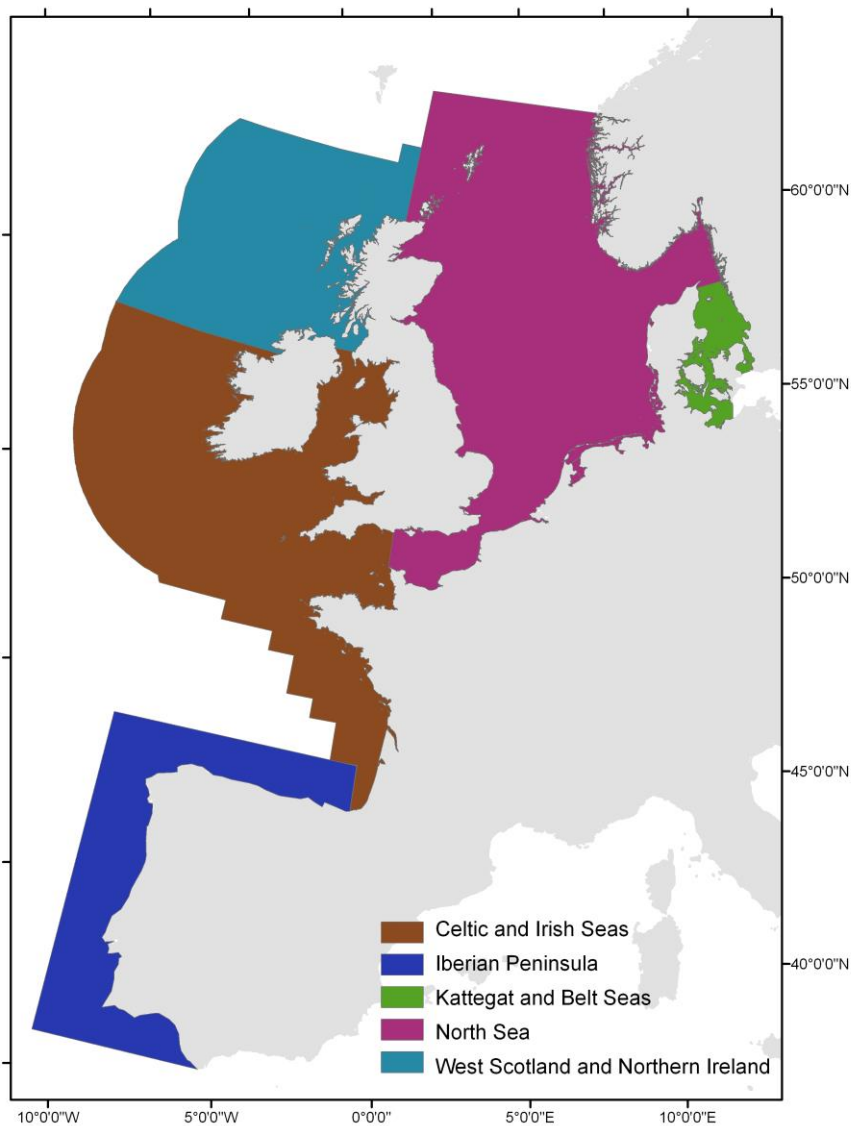 60°0'0"N
55°0'0"N
50°0'0"N
45°0'0"N
40°0'0"N
Celtic and Irish Seas
Iberian Peninsula
Kattegat and Belt Seas
North Sea
West Scotland and Northern Ireland
10°0'0"W 5°0'0"W 0°0'0" 5°0'0"E 10°0'0"E